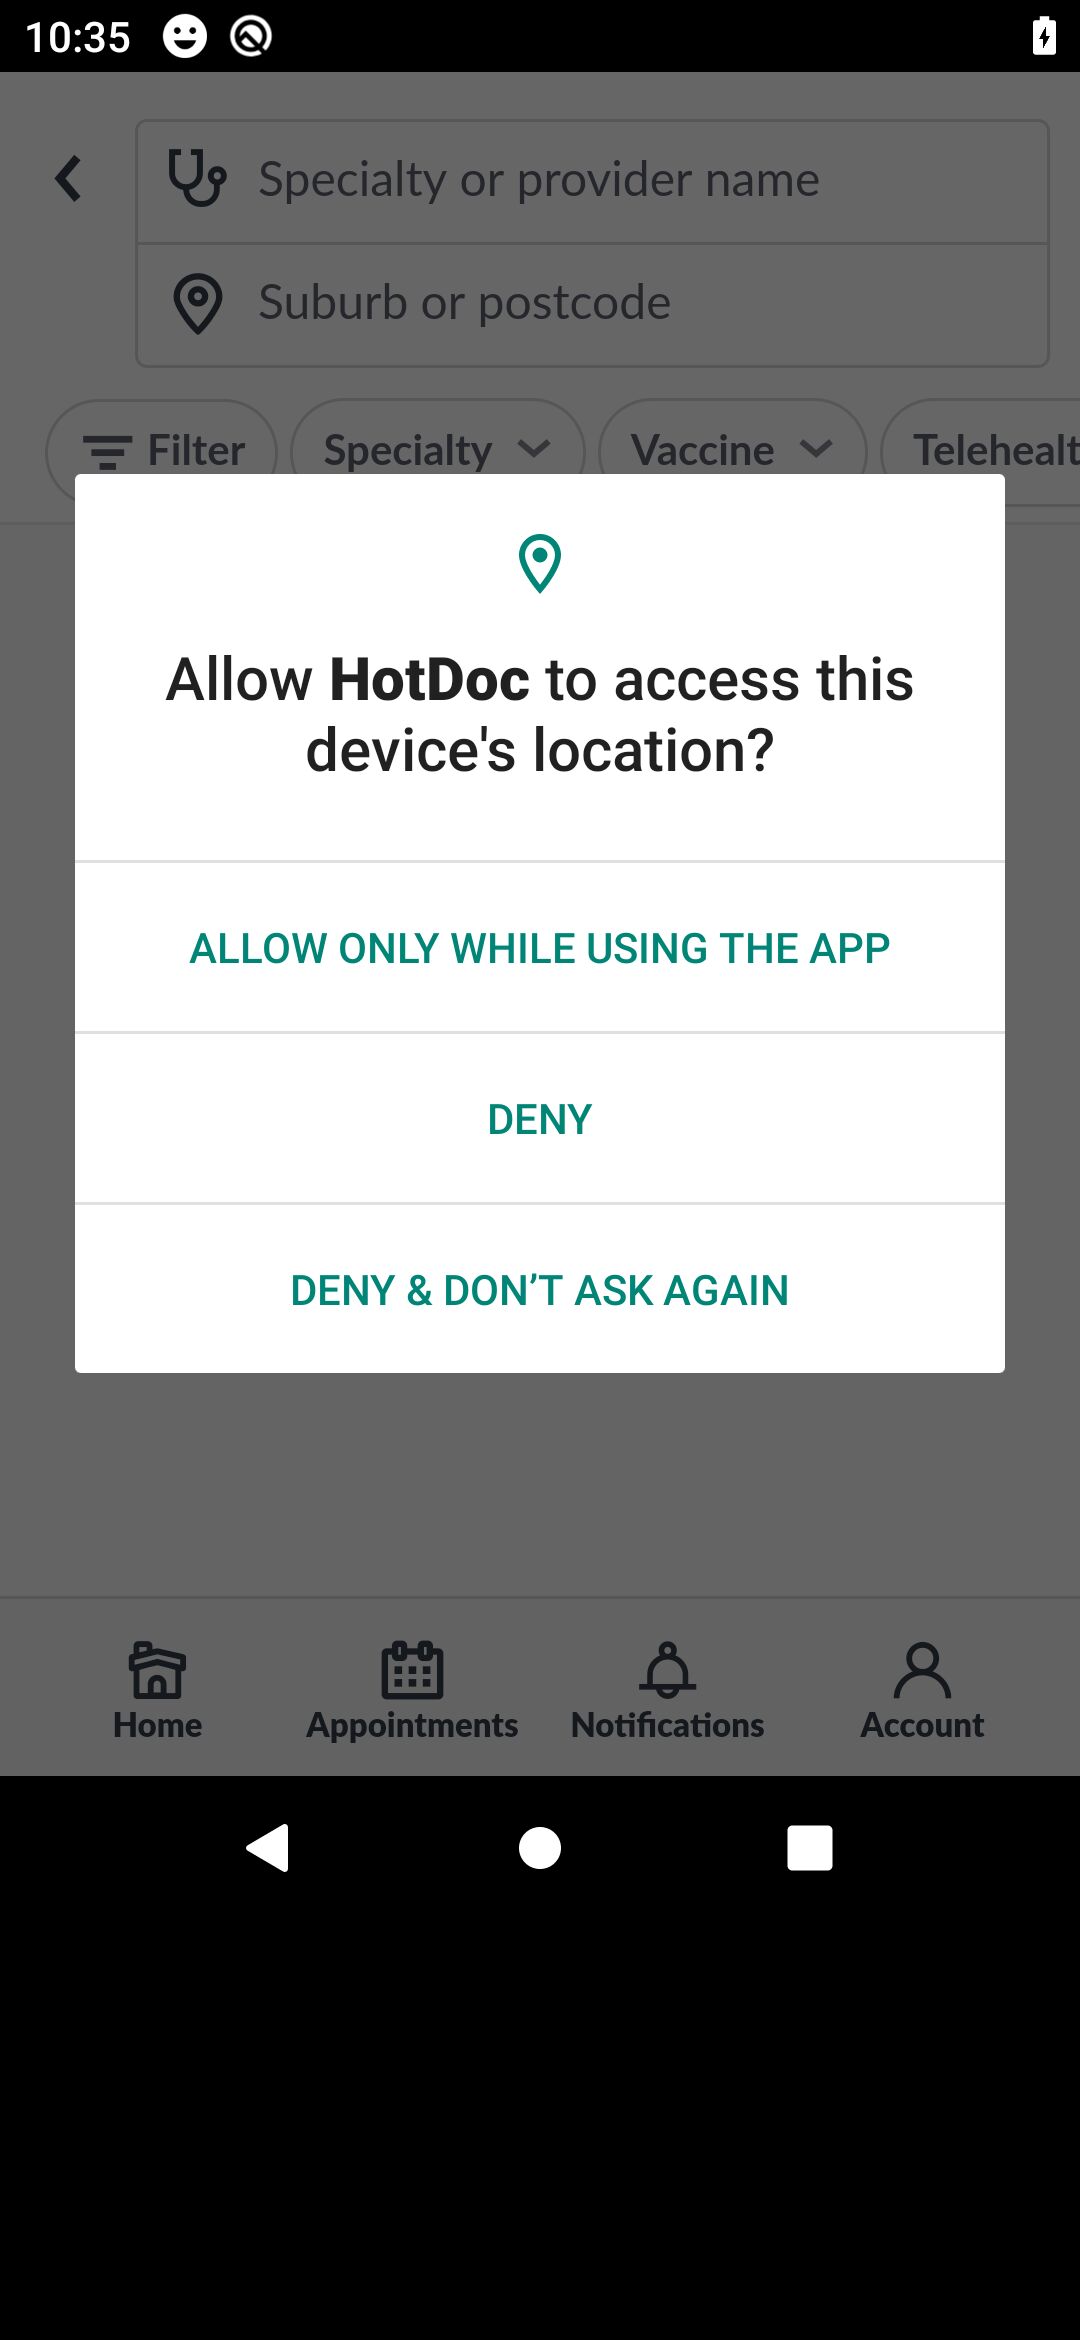 10:35
Specialty or provider name
Suburb or postcode
Filter Specialty Vaccine Telehealt
Allow HotDoc to access this
device's location?
ALLOW ONLY WHILE USING THE APP
DENY
DENY & DON’T ASK AGAIN
Home Appointments Notifications Account